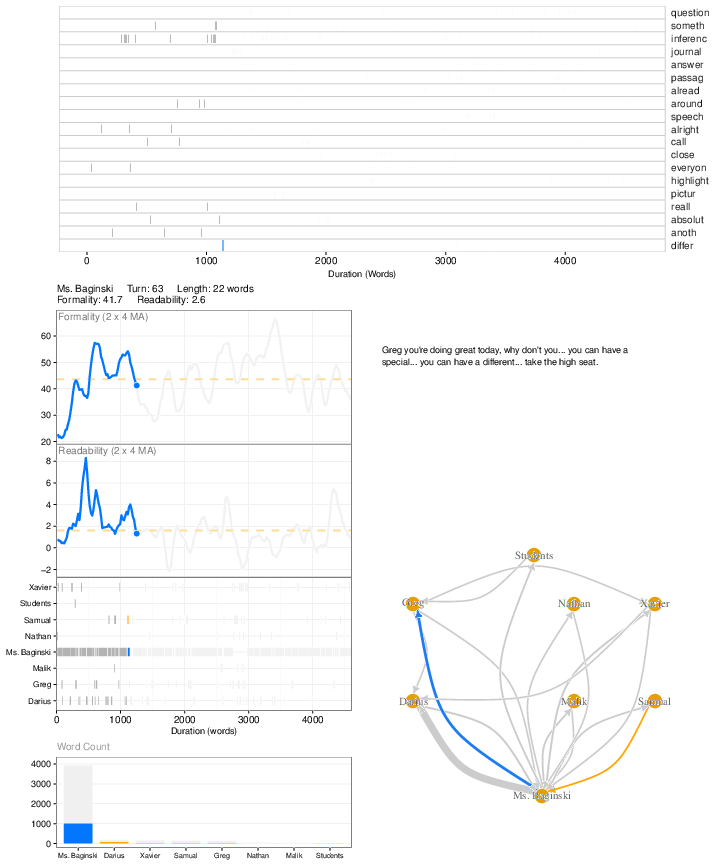 question
someth
inferenc
journal
answer
passag
alread
around
speech
alright
call
close
everyon
highlight
pictur
reall
absolut
anoth
differ
0 1000 2000 3000 4000
Duration (Words)
Ms. Baginski Turn: 63 Length: 22 words
Formality: 41.7 Readability: 2.6
Formality (2 x 4 MA)
60
50
40
30
20
Greg you're doing great today, why don't you... you can have a
special... you can have a different... take the high seat.
Readability (2 x 4 MA)
8
6
4
2
0
−2
Xavier
Students
Samual
Nathan
Ms. Baginski
Malik
Greg
Darius
0 1000 2000 3000 4000
Duration (words)
Students
Greg Nathan Xavier
Darius Malik Samual
Ms. Baginski
Word Count
4000
3000
2000
1000
0
Ms. Baginski Darius Xavier Samual Greg Nathan Malik Students